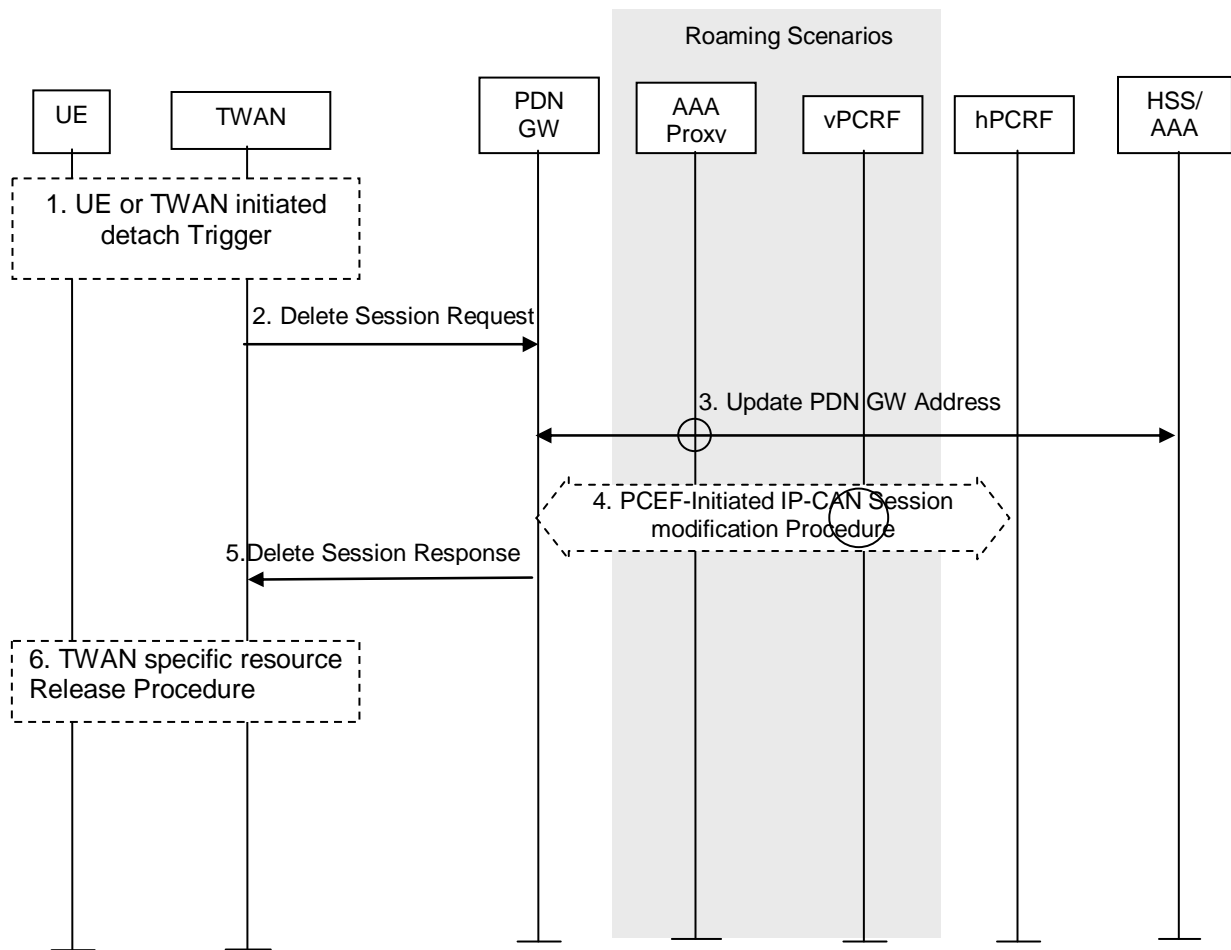 Roaming Scenarios
UE
TWAN
PDN
GW
AAA
Proxy
vPCRF
hPCRF
HSS/
AAA
1. UE or TWAN initiated
detach Trigger
2. Delete Session Request
3. Update PDN GW Address
4. PCEF-Initiated IP-CAN Session
modification Procedure
5.Delete Session Response
6. TWAN specific resource
Release Procedure